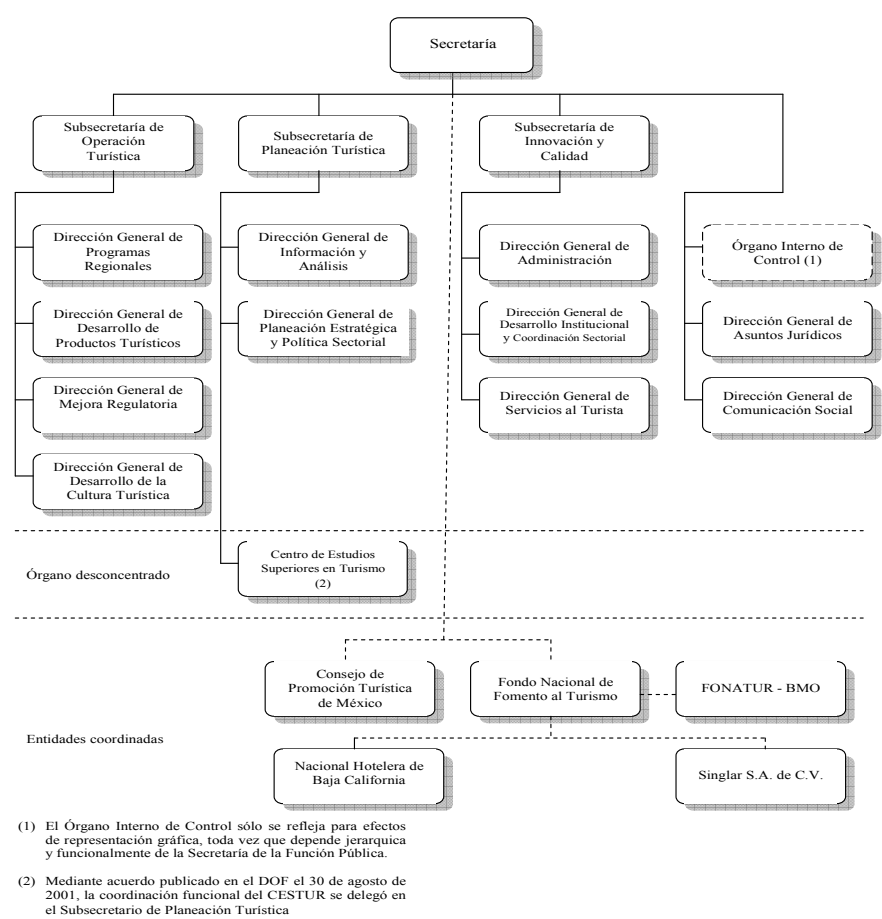 Secretaría
Subsecretaría de
Operación
Turística
Subsecretaría de
Planeación Turística
Subsecretaría de
Innovación y
Calidad
Dirección General de
Programas
Regionales
Dirección General de
Información y
Análisis
Dirección General de
Administración
Órgano Interno de
Control (1)
Dirección General de
Desarrollo de
Productos Turísticos
Dirección General de
Planeación Estratégica
y Política Sectorial
Dirección General de
Desarrollo Institucional
y Coordinación Sectorial
Dirección General de
Asuntos Jurídicos
Dirección General de
Mejora Regulatoria
Dirección General de
Servicios al Turista
Dirección General de
Comunicación Social
Dirección General de
Desarrollo de la
Cultura Turística
Órgano desconcentrado
Centro de Estudios
Superiores en Turismo
(2)
Consejo de
Promoción Turística
de México
Fondo Nacional de
Fomento al Turismo
FONATUR - BMO
Entidades coordinadas
Nacional Hotelera de
Baja California
Singlar S.A. de C.V.
(1) El Órgano Interno de Control sólo se refleja para efectos
de representación gráfica, toda vez que depende jerarquica
y funcionalmente de la Secretaría de la Función Pública.
(2) Mediante acuerdo publicado en el DOF el 30 de agosto de
2001, la coordinación funcional del CESTUR se delegó en
el Subsecretario de Planeación Turística